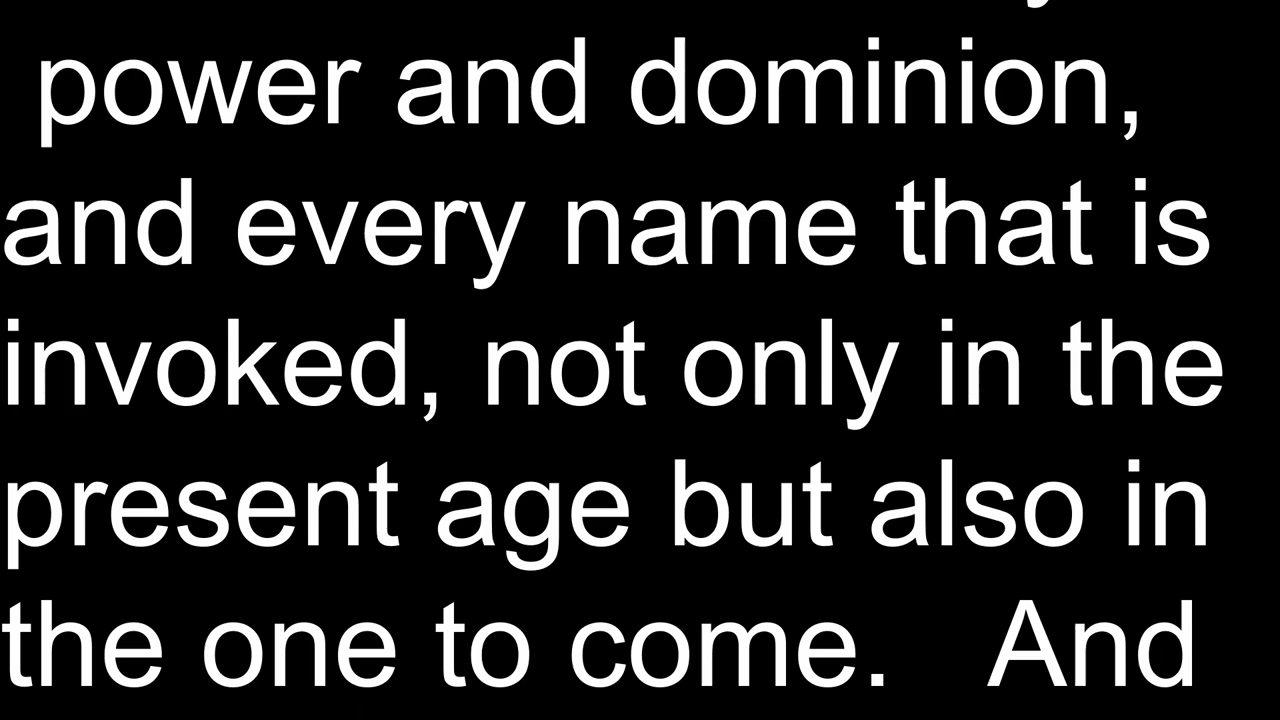 power and dominion,
and every name that is
invoked, not only in the
present age but also in
the one to come.   And